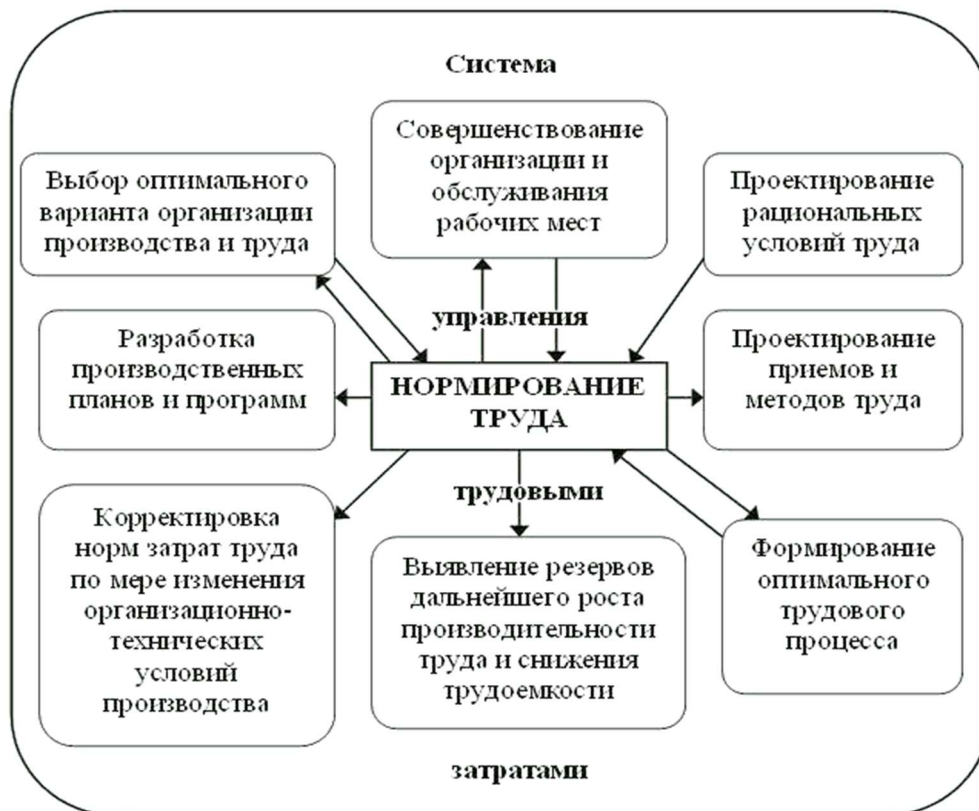 Система
Выбор оптимального
варианта организации
производства и труда
Совершенствование
организации и
обслуживания
рабочих мест
Проектирование
рациональных
условий труда
управления
Разработка
производственных
планов и программ
НОРМИРОВАНИЕ
ТРУДА
Проектирование
приемов и
методов труда
трудовыми
Корректировка
норм затрат труда
по мере изменения
организационно-
технических
условий
производства
Выявление резервов
дальнейшего роста
производительности
труда и снижения
трудоемкости
Формирование
оптимального
трудового
процесса
затратами